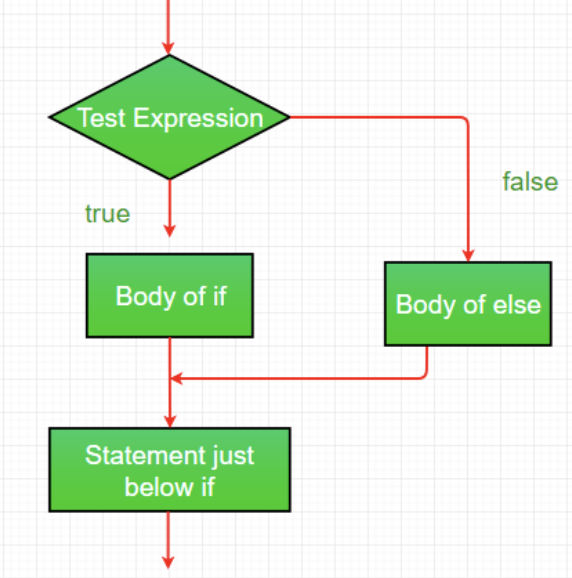 Test Expression
false
true
Body of if
Body of else
Statement just
below if